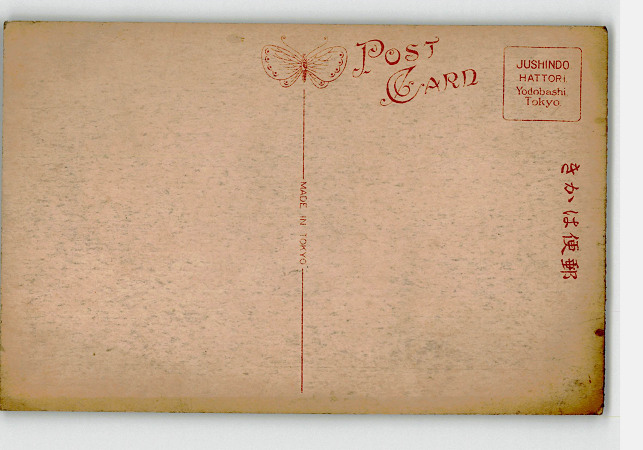 POST
CARD
JUSHINDO
HATTORI
Yodobashi,
Tokyo.
MADE IN TOKYO
きかは便郵